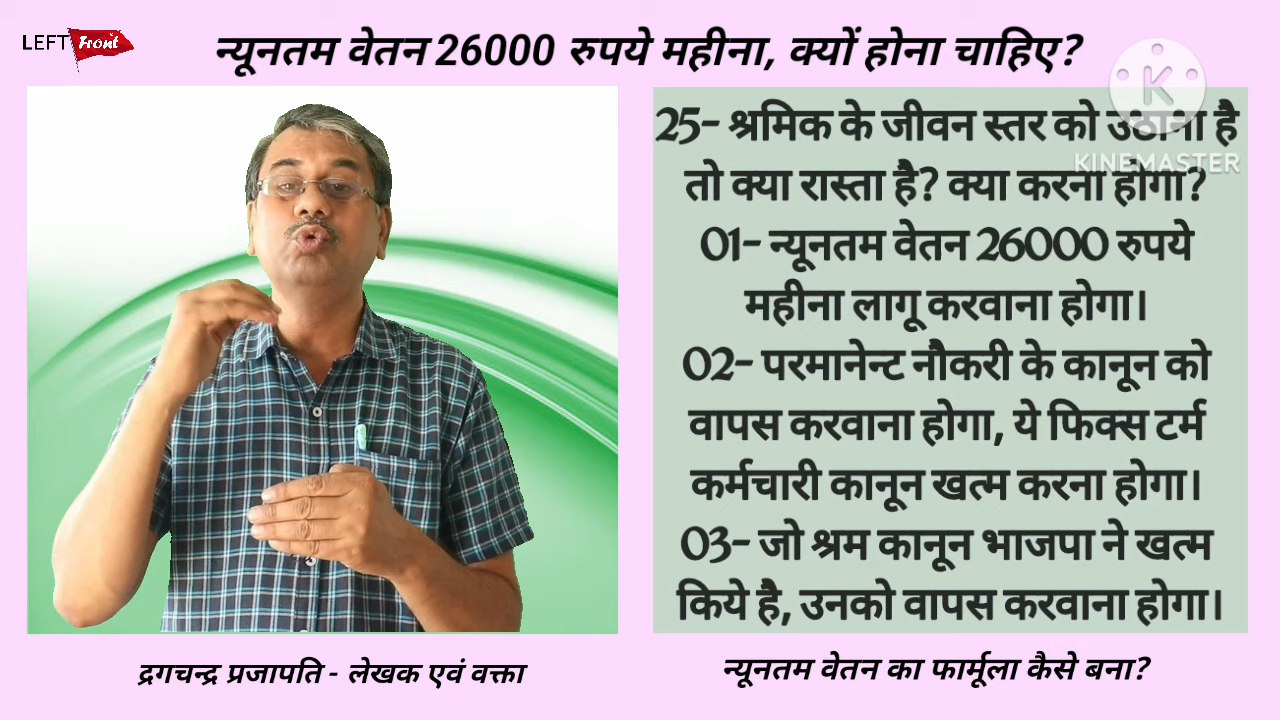 LEFT Front
न्यूनतम वेतन 26000 रुपये महीना, क्यों होना चाहिए?
25- श्रमिक के जीवन स्तर को उठाना है
तो क्या रास्ता है? क्या करना होगा?
01- न्यूनतम वेतन 26000 रुपये
महीना लागू करवाना होगा।
02- परमानेन्ट नौकरी के कानून को
वापस करवाना होगा, ये फिक्स टर्म
कर्मचारी कानून खत्म करना होगा।
03- जो श्रम कानून भाजपा ने खत्म
किये है, उनको वापस करवाना होगा।
K
KINEMASTER
द्रगचन्द्र प्रजापति - लेखक एवं वक्ता
न्यूनतम वेतन का फार्मूला कैसे बना?